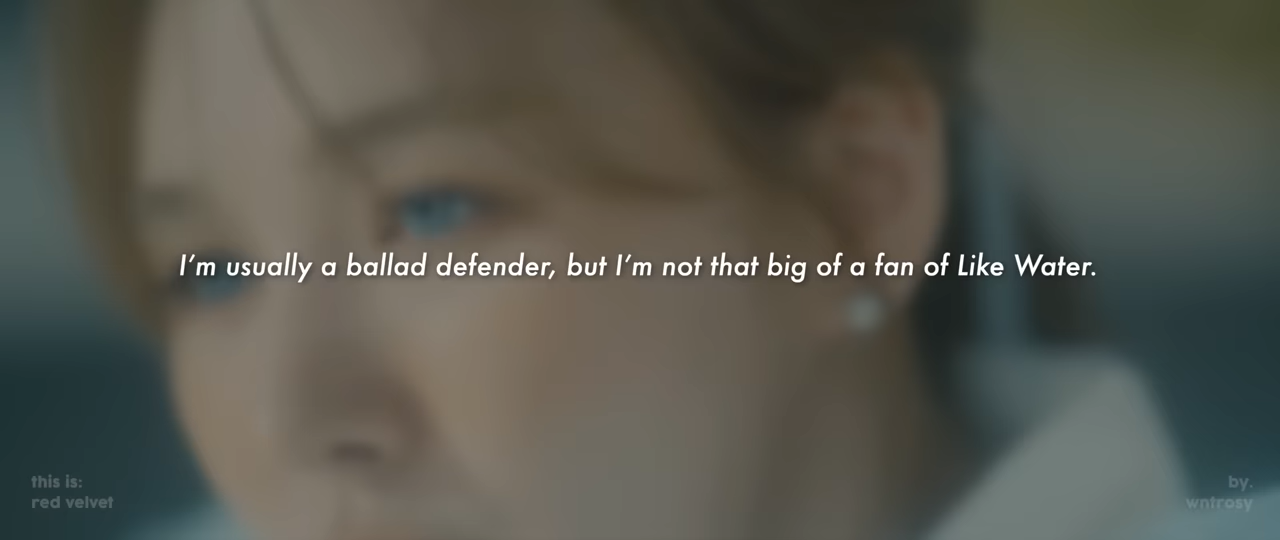 I'm usually a ballad defender, but I'm not that big of a fan of Like Water.
this is:
red velvet
by.
wntrosy